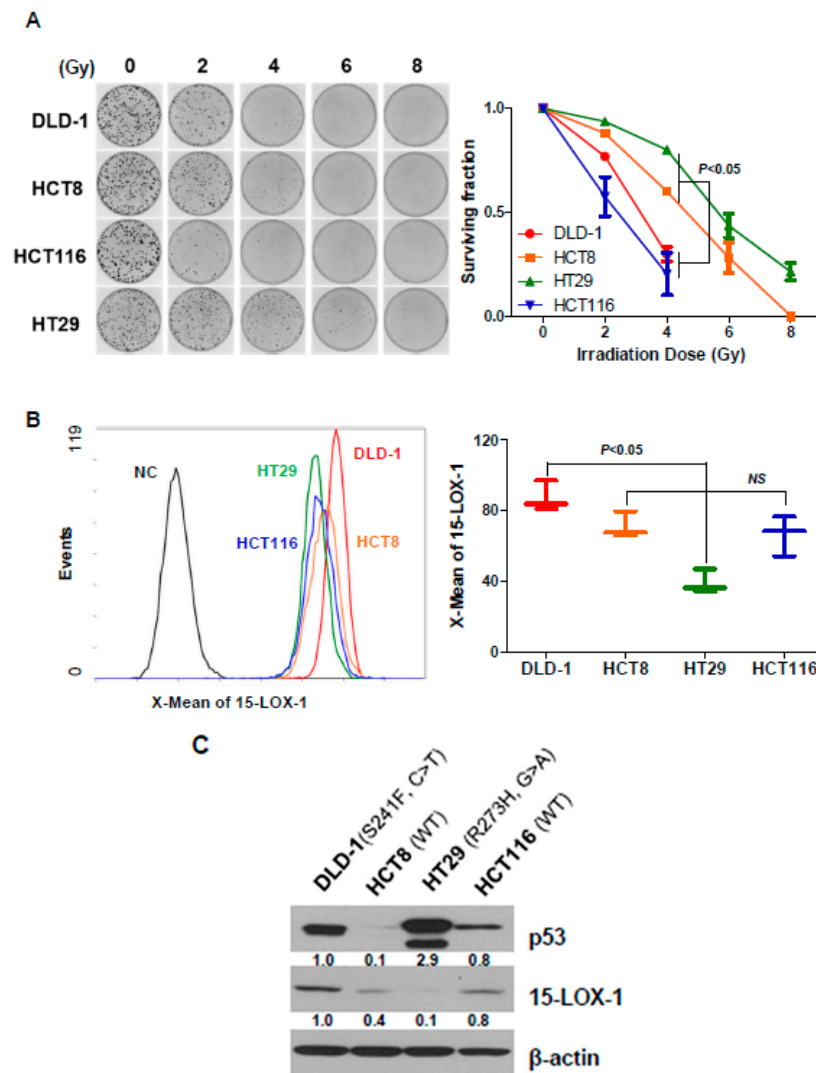 A
(Gy) 0 2 4 6 8
DLD-1
HCT8
HCT116
HT29
Surviving fraction
1.0
0.5
0.0
P<0.05
DLD-1
HCT8
HT29
HCT116
0 2 4 6 8
Irradiation Dose (Gy)
B
119
Events
0
NC
HT29
DLD-1
HCT116
HCT8
X-Mean of 15-LOX-1
X-Mean of 15-LOX-1
120
80
40
0
P<0.05
NS
DLD-1 HCT8 HT29 HCT116
C
DLD-1(S241F, C>T)
HCT8 (WT)
HT29 (R273H, G>A)
HCT116 (WT)
p53
1.0 0.1 2.9 0.8
15-LOX-1
1.0 0.4 0.1 0.8
β-actin